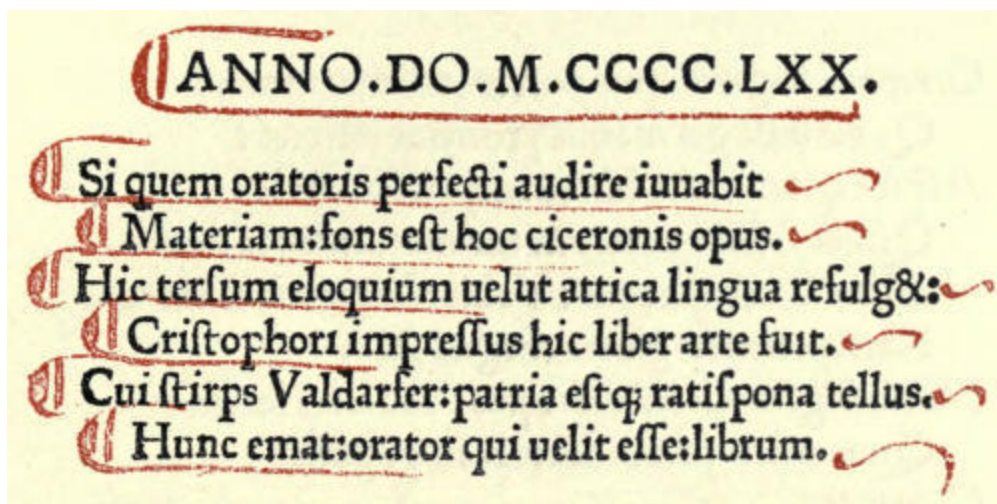 ANNO.DO.M.CCCC.LXX.
Si quem oratoris perfecti audire iuuabit
Materiam:fons eſt hoc ciceronis opus.
Hic terſum eloquium uelut attica lingua refulg&:
Criſtophori impreſſus hic liber arte fuit.
Cui ſtirps Valdarfer:patria eſtqꝫ ratiſpona tellus.
Hunc emat:orator qui uelit eſſe:librum.